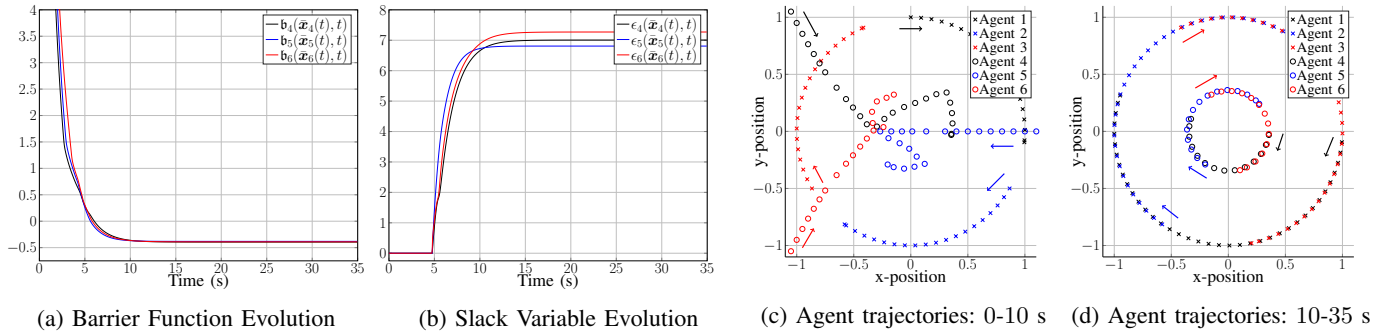 4
3.5
3
2.5
2
1.5
1
0.5
0
−0.5
0 5 10 15 20 25 30 35
Time (s)
𝔟₄(x̄₄(t), t)
𝔟₅(x̄₅(t), t)
𝔟₆(x̄₆(t), t)
(a) Barrier Function Evolution
8
7
6
5
4
3
2
1
0
0 5 10 15 20 25 30 35
Time (s)
ϵ₄(x̄₄(t), t)
ϵ₅(x̄₅(t), t)
ϵ₆(x̄₆(t), t)
(b) Slack Variable Evolution
y-position
1
0.5
0
−0.5
−1
−1 −0.5 0 0.5 1
x-position
Agent 1
Agent 2
Agent 3
Agent 4
Agent 5
Agent 6
(c) Agent trajectories: 0-10 s
y-position
1
0.5
0
−0.5
−1
−1 −0.5 0 0.5 1
x-position
Agent 1
Agent 2
Agent 3
Agent 4
Agent 5
Agent 6
(d) Agent trajectories: 10-35 s